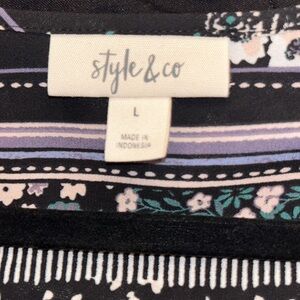 style & co
L
MADE IN
INDONESIA